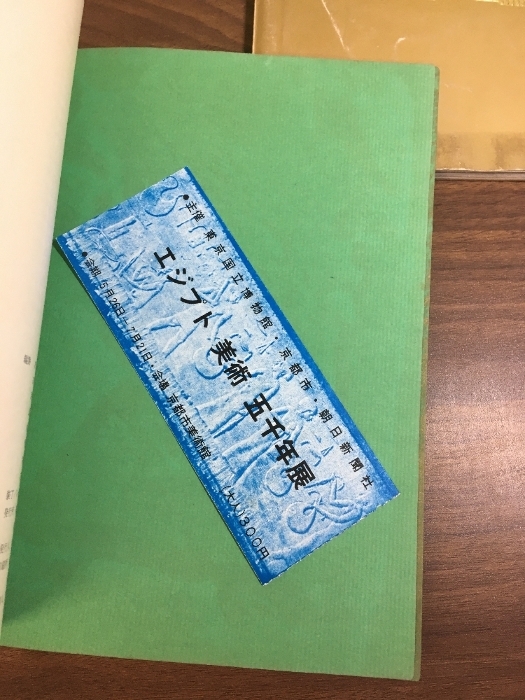 ●主催 東京国立博物館・京都市・朝日新聞社
エジプト 美術 五千年展
●会期 5月26日―7月21日・会場 京都市美術館
大人300円